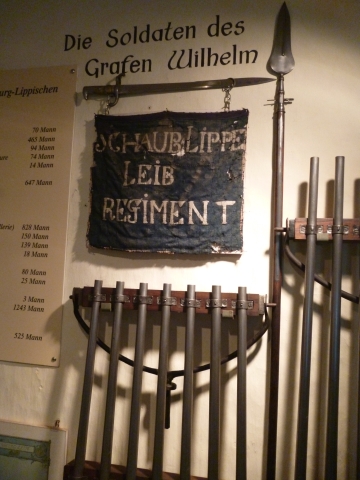 Die Soldaten des
Grafen Wilhelm
SCHAUBLIPPE
LEIB
REGIMENT
urg-Lippischen
70 Mann
465 Mann
94 Mann
74 Mann
14 Mann
647 Mann
828 Mann
150 Mann
139 Mann
18 Mann
80 Mann
25 Mann
3 Mann
1243 Mann
525 Mann